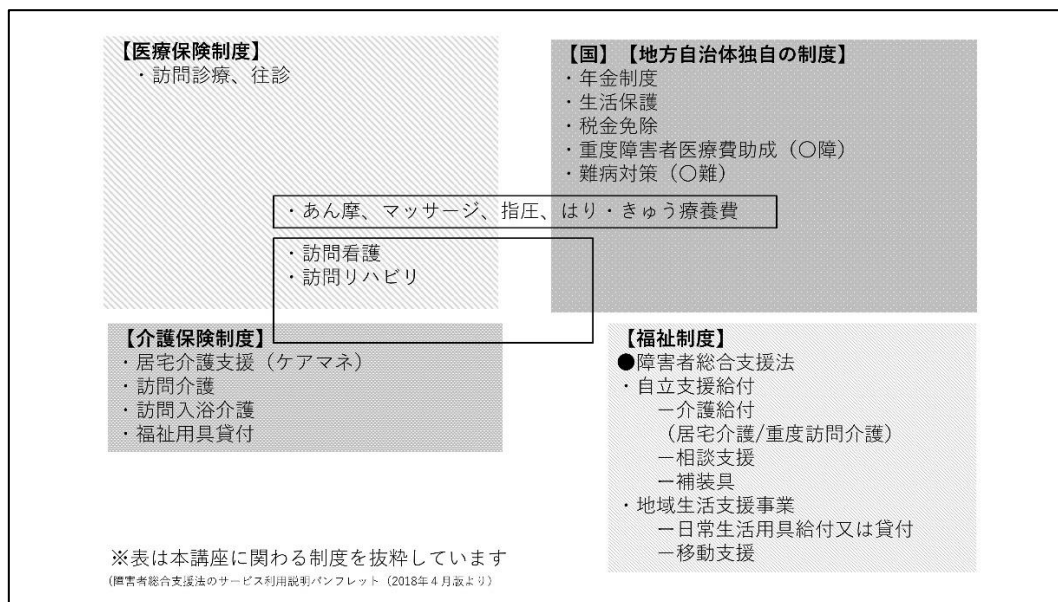 【医療保険制度】
・訪問診療、往診
【国】【地方自治体独自の制度】
・年金制度
・生活保護
・税金免除
・重度障害者医療費助成（〇障）
・難病対策（〇難）
・あん摩、マッサージ、指圧、はり・きゅう療養費
・訪問看護
・訪問リハビリ
【介護保険制度】
・居宅介護支援（ケアマネ）
・訪問介護
・訪問入浴介護
・福祉用具貸付
【福祉制度】
●障害者総合支援法
・自立支援給付
－介護給付
（居宅介護/重度訪問介護）
－相談支援
－補装具
・地域生活支援事業
－日常生活用具給付又は貸付
－移動支援
※表は本講座に関わる制度を抜粋しています
(障害者総合支援法のサービス利用説明パンフレット（2018年４月版より）